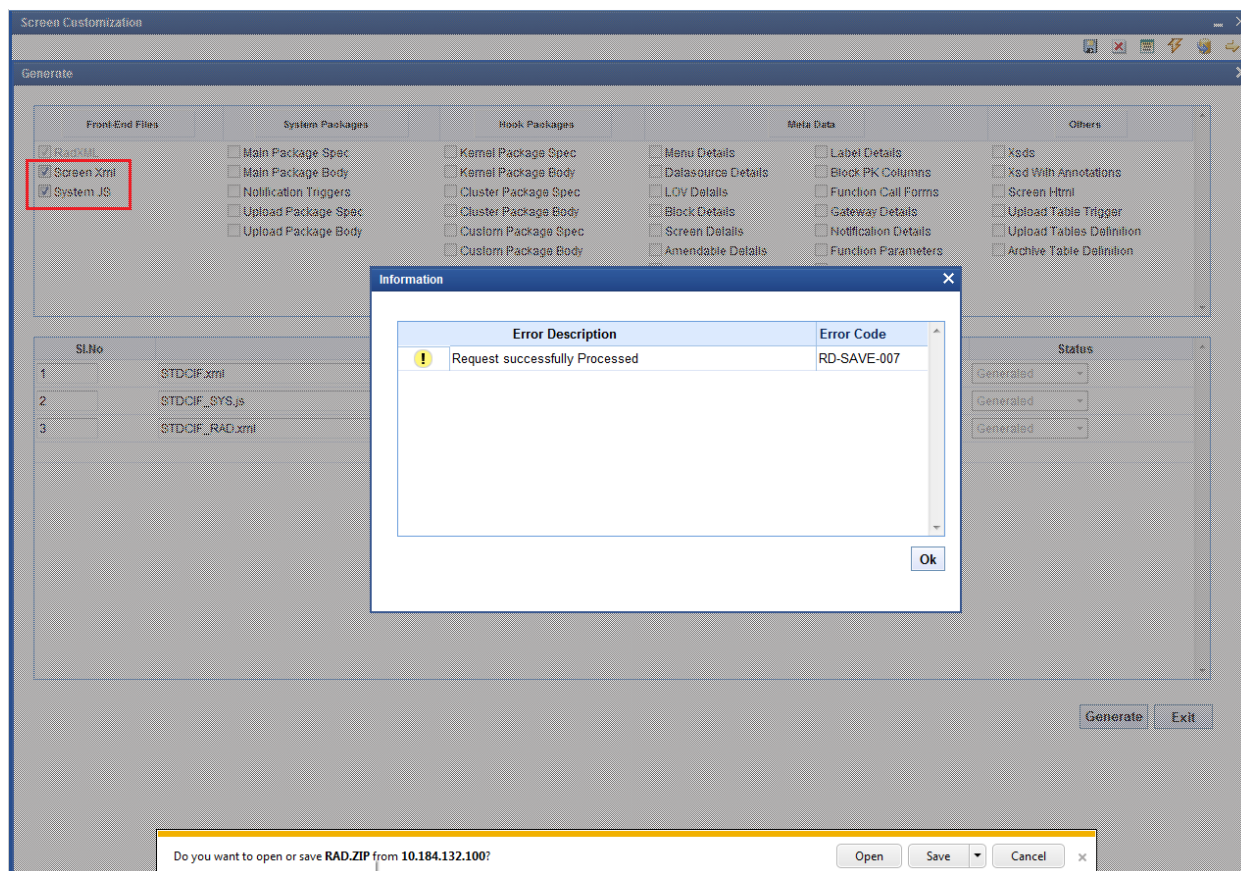 Screen Customization
Generate
Front-End Files System Packages Hook Packages Meta Data Others
RadXML Main Package Spec Kernel Package Spec Menu Details Label Details Xsds
Screen Xml Main Package Body Kernel Package Body Datasource Details Block PK Columns Xsd With Annotations
System JS Notification Triggers Cluster Package Spec LOV Details Function Call Forms Screen Html
Upload Package Spec Cluster Package Body Block Details Gateway Details Upload Table Trigger
Upload Package Body Custom Package Spec Screen Details Notification Details Upload Tables Definition
Custom Package Body Amendable Details Function Parameters Archive Table Definition
Information
Error Description Error Code
! Request successfully Processed RD-SAVE-007
Sl.No Status
1 STDCIF.xml Generated
2 STDCIF_SYS.js Generated
3 STDCIF_RAD.xml Generated
Ok
Generate Exit
Do you want to open or save RAD.ZIP from 10.184.132.100? Open Save Cancel